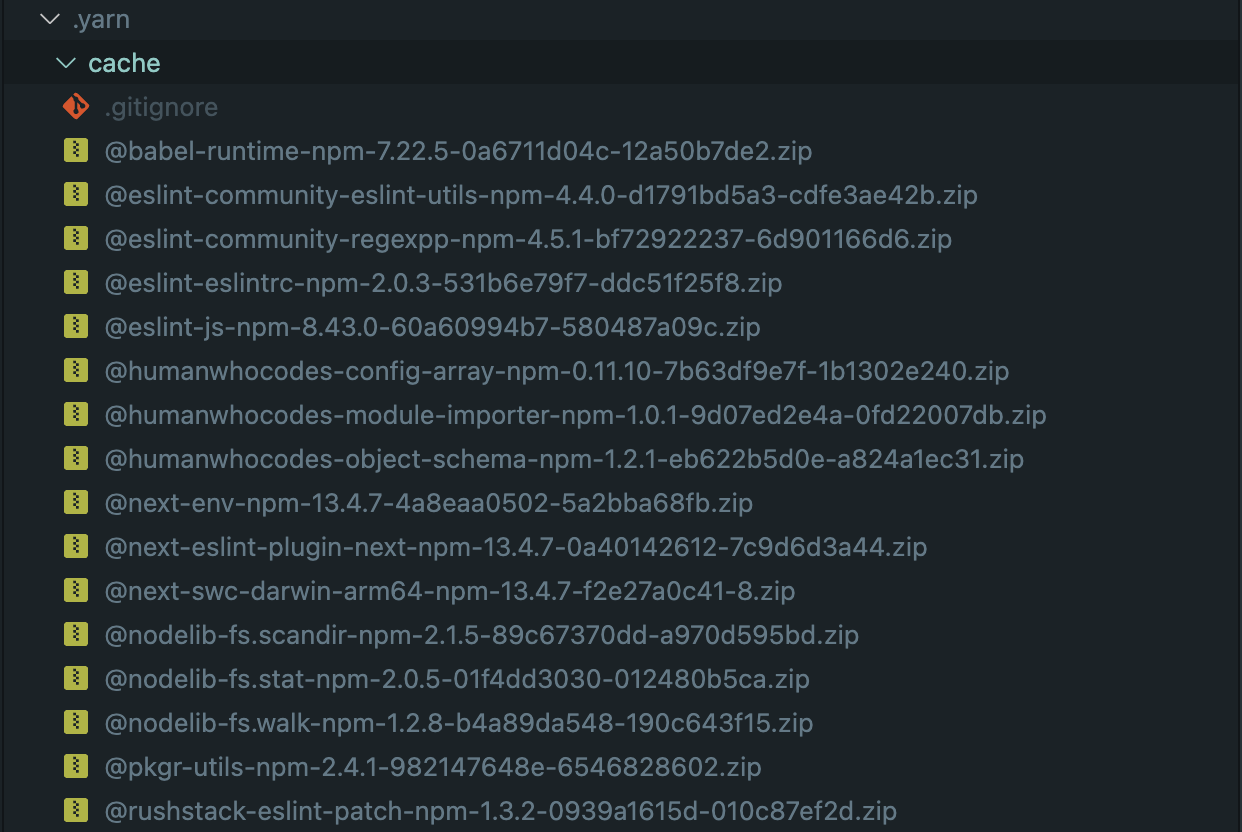 .yarn
cache
.gitignore
@babel-runtime-npm-7.22.5-0a6711d04c-12a50b7de2.zip
@eslint-community-eslint-utils-npm-4.4.0-d1791bd5a3-cdfe3ae42b.zip
@eslint-community-regexpp-npm-4.5.1-bf72922237-6d901166d6.zip
@eslint-eslintrc-npm-2.0.3-531b6e79f7-ddc51f25f8.zip
@eslint-js-npm-8.43.0-60a60994b7-580487a09c.zip
@humanwhocodes-config-array-npm-0.11.10-7b63df9e7f-1b1302e240.zip
@humanwhocodes-module-importer-npm-1.0.1-9d07ed2e4a-0fd22007db.zip
@humanwhocodes-object-schema-npm-1.2.1-eb622b5d0e-a824a1ec31.zip
@next-env-npm-13.4.7-4a8eaa0502-5a2bba68fb.zip
@next-eslint-plugin-next-npm-13.4.7-0a40142612-7c9d6d3a44.zip
@next-swc-darwin-arm64-npm-13.4.7-f2e27a0c41-8.zip
@nodelib-fs.scandir-npm-2.1.5-89c67370dd-a970d595bd.zip
@nodelib-fs.stat-npm-2.0.5-01f4dd3030-012480b5ca.zip
@nodelib-fs.walk-npm-1.2.8-b4a89da548-190c643f15.zip
@pkgr-utils-npm-2.4.1-982147648e-6546828602.zip
@rushstack-eslint-patch-npm-1.3.2-0939a1615d-010c87ef2d.zip